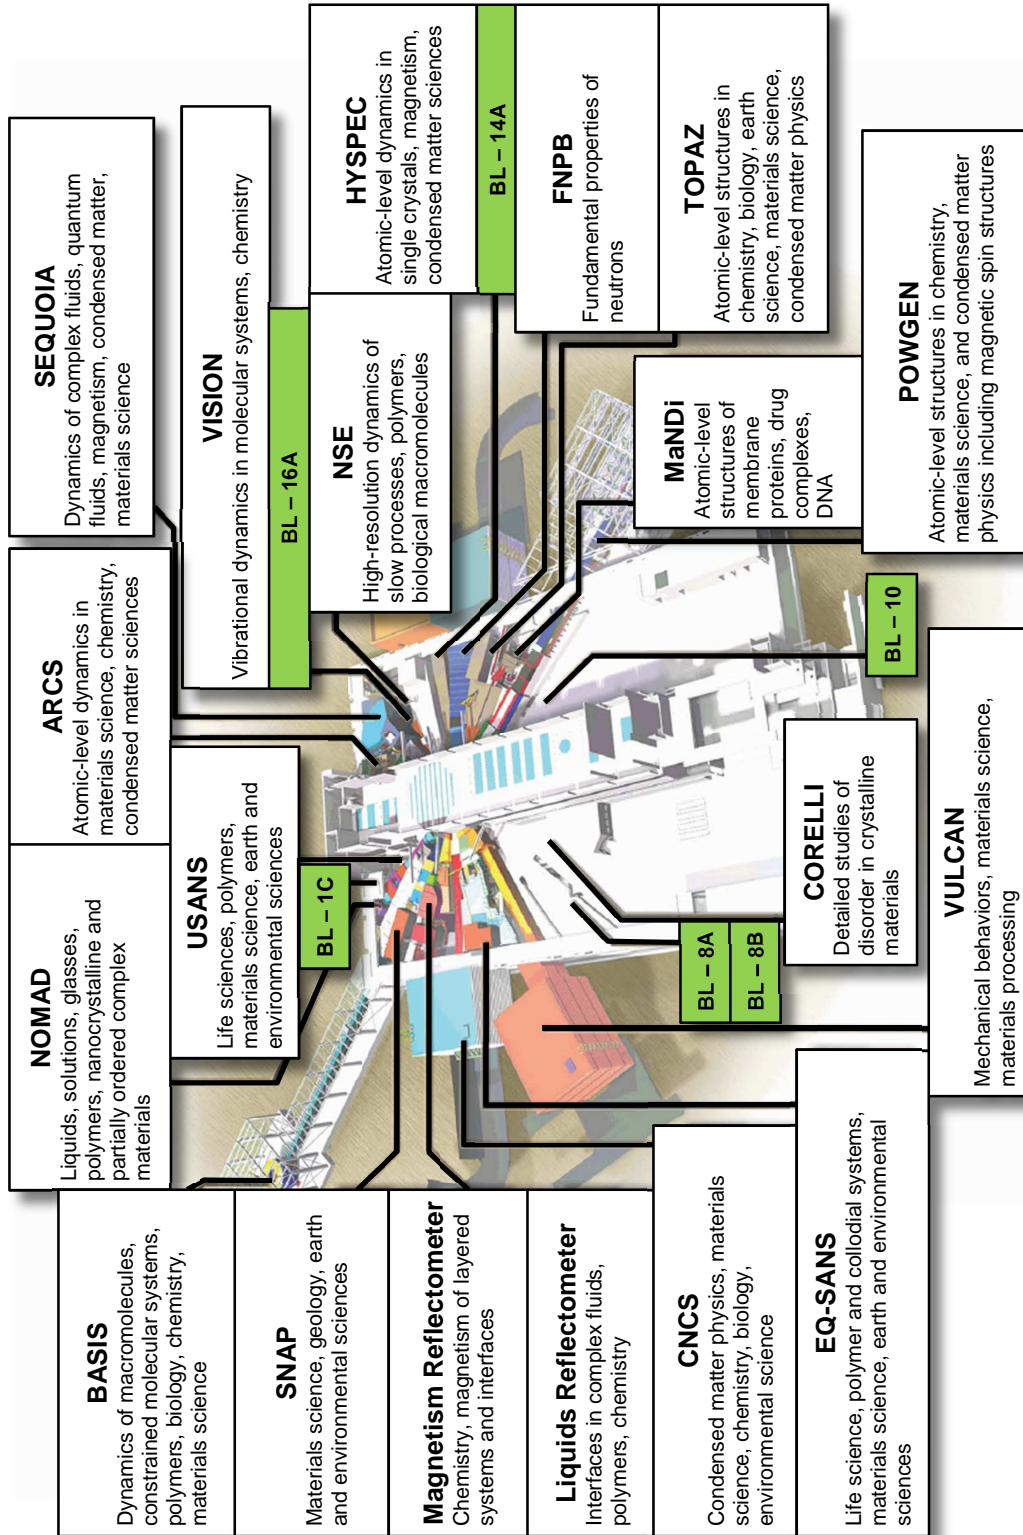 BASIS
Dynamics of macromolecules,
constrained molecular systems,
polymers, biology, chemistry,
materials science
SNAP
Materials science, geology, earth
and environmental sciences
Magnetism Reflectometer
Chemistry, magnetism of layered
systems and interfaces
Liquids Reflectometer
Interfaces in complex fluids,
polymers, chemistry
CNCS
Condensed matter physics, materials
science, chemistry, biology,
environmental science
EQ-SANS
Life science, polymer and collodial systems,
materials science, earth and environmental
sciences
NOMAD
Liquids, solutions, glasses,
polymers, nanocrystalline and
partially ordered complex
materials
USANS
Life sciences, polymers,
materials science, earth and
environmental sciences
BL – 1C
ARCS
Atomic-level dynamics in
materials science, chemistry,
condensed matter sciences
SEQUOIA
Dynamics of complex fluids, quantum
fluids, magnetism, condensed matter,
materials science
VISION
Vibrational dynamics in molecular systems, chemistry
BL – 16A
NSE
High-resolution dynamics of
slow processes, polymers,
biological macromolecules
HYSPEC
Atomic-level dynamics in
single crystals, magnetism,
condensed matter sciences
BL – 14A
FNPB
Fundamental properties of
neutrons
TOPAZ
Atomic-level structures in
chemistry, biology, earth
science, materials science,
condensed matter physics
MaNDi
Atomic-level
structures of
membrane
proteins, drug
complexes,
DNA
POWGEN
Atomic-level structures in chemistry,
materials science, and condensed matter
physics including magnetic spin structures
BL – 10
BL – 8A
BL – 8B
CORELLI
Detailed studies of
disorder in crystalline
materials
VULCAN
Mechanical behaviors, materials science,
materials processing